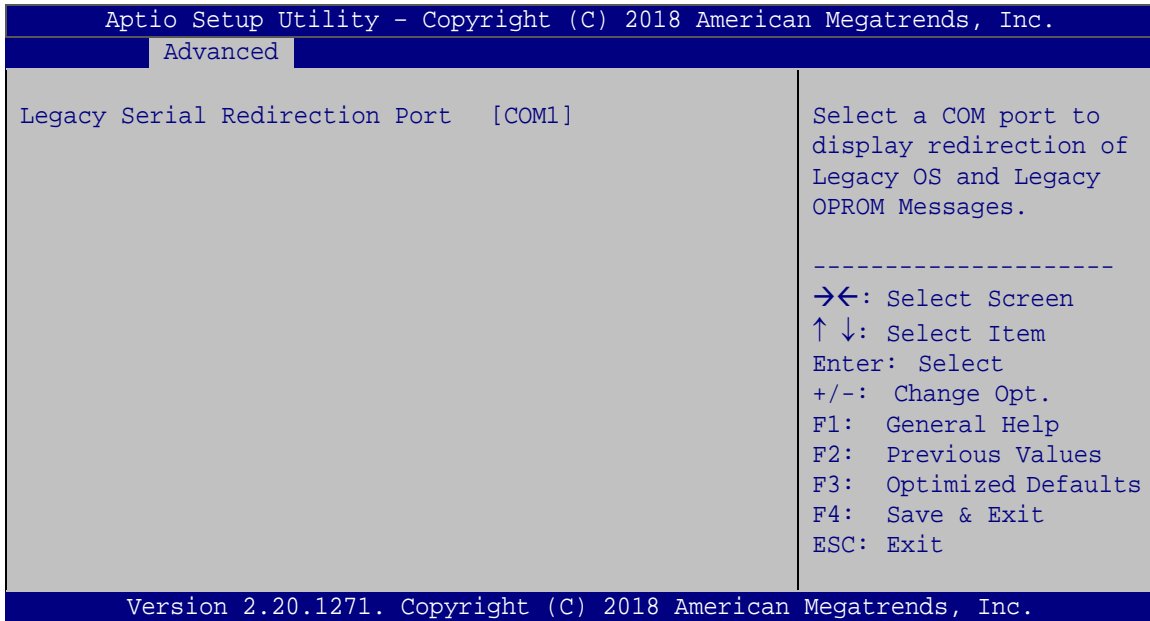 Aptio Setup Utility – Copyright (C) 2018 American Megatrends, Inc.
Advanced
Legacy Serial Redirection Port [COM1]
Select a COM port to
display redirection of
Legacy OS and Legacy
OPROM Messages.
---------------------
→←: Select Screen
↑ ↓: Select Item
Enter: Select
+/-: Change Opt.
F1: General Help
F2: Previous Values
F3: Optimized Defaults
F4: Save & Exit
ESC: Exit
Version 2.20.1271. Copyright (C) 2018 American Megatrends, Inc.